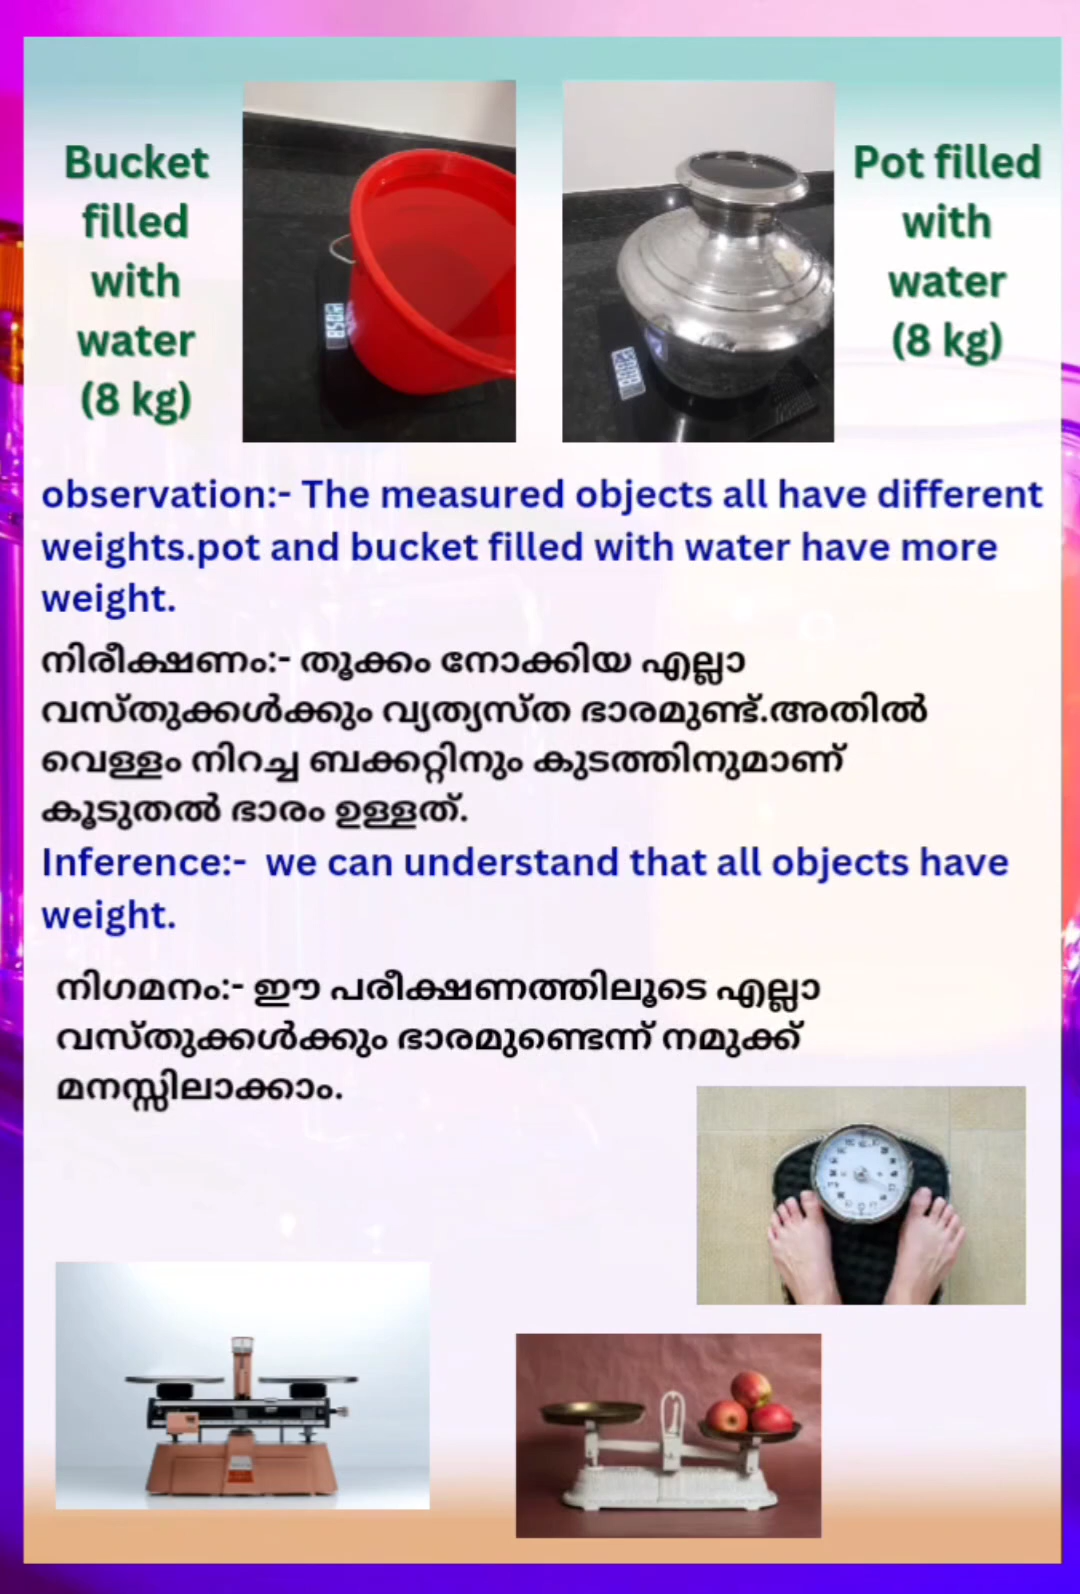 Bucket
filled
with
water
(8 kg)
Pot filled
with
water
(8 kg)
observation:- The measured objects all have different
weights.pot and bucket filled with water have more
weight.
നിരീക്ഷണം:- തൂക്കം നോക്കിയ എല്ലാ
വസ്തുക്കൾക്കും വ്യത്യസ്ത ഭാരമുണ്ട്.അതിൽ
വെള്ളം നിറച്ച ബക്കറ്റിനും കുടത്തിനുമാണ്
കൂടുതൽ ഭാരം ഉള്ളത്.
Inference:- we can understand that all objects have
weight.
നിഗമനം:- ഈ പരീക്ഷണത്തിലൂടെ എല്ലാ
വസ്തുക്കൾക്കും ഭാരമുണ്ടെന്ന് നമുക്ക്
മനസ്സിലാക്കാം.